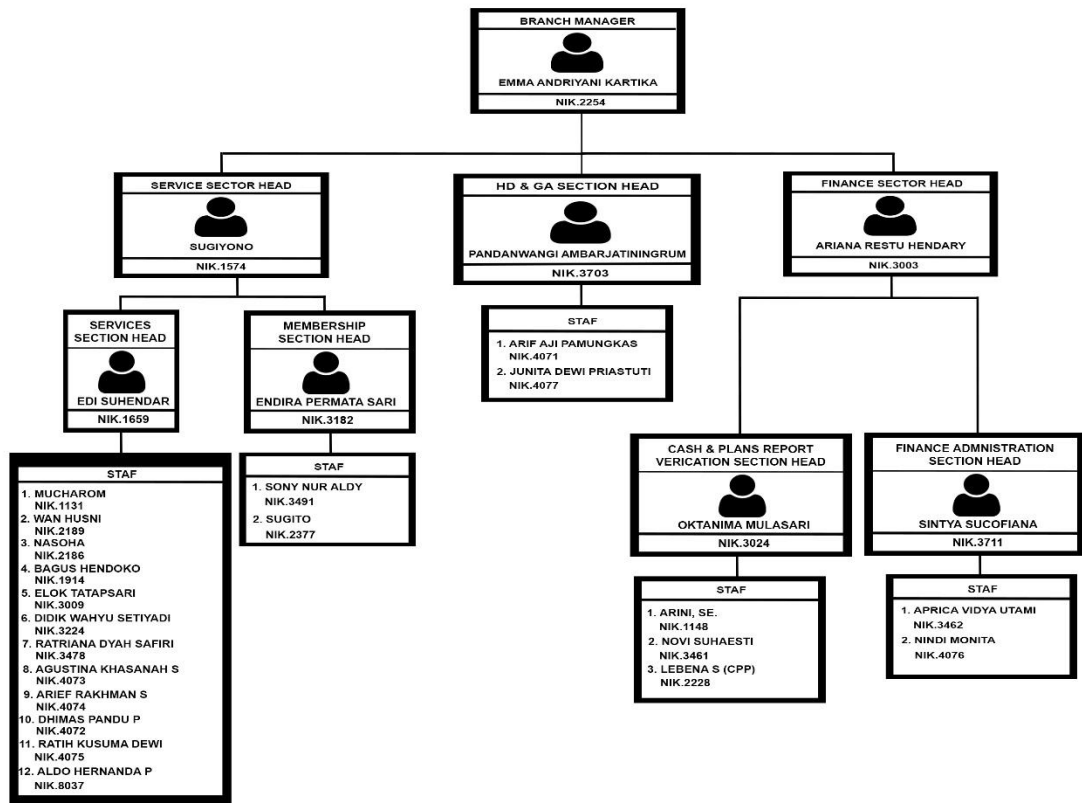 BRANCH MANAGER
EMMA ANDRIYANI KARTIKA
NIK.2254
SERVICE SECTOR HEAD
SUGIYONO
NIK.1574
HD & GA SECTION HEAD
PANDANWANGI AMBARJATININGRUM
NIK.3703
FINANCE SECTOR HEAD
ARIANA RESTU HENDARY
NIK.3003
SERVICES
SECTION HEAD
EDI SUHENDAR
NIK.1659
MEMBERSHIP
SECTION HEAD
ENDIRA PERMATA SARI
NIK.3182
STAF
1. ARIF AJI PAMUNGKAS
NIK.4071
2. JUNITA DEWI PRIASTUTI
NIK.4077
CASH & PLANS REPORT
VERICATION SECTION HEAD
OKTANIMA MULASARI
NIK.3024
FINANCE ADMNISTRATION
SECTION HEAD
SINTYA SUCOFIANA
NIK.3711
STAF
1. MUCHAROM
NIK.1131
2. WAN HUSNI
NIK.2189
3. NASOHA
NIK.2186
4. BAGUS HENDOKO
NIK.1914
5. ELOK TATAPSARI
NIK.3009
6. DIDIK WAHYU SETIYADI
NIK.3224
7. RATRIANA DYAH SAFIRI
NIK.3478
8. AGUSTINA KHASANAH S
NIK.4073
9. ARIEF RAKHMAN S
NIK.4074
10. DHIMAS PANDU P
NIK.4072
11. RATIH KUSUMA DEWI
NIK.4075
12. ALDO HERNANDA P
NIK.8037
STAF
1. SONY NUR ALDY
NIK.3491
2. SUGITO
NIK.2377
STAF
1. ARINI, SE.
NIK.1148
2. NOVI SUHAESTI
NIK.3461
3. LEBENA S (CPP)
NIK.2228
STAF
1. APRICA VIDYA UTAMI
NIK.3462
2. NINDI MONITA
NIK.4076